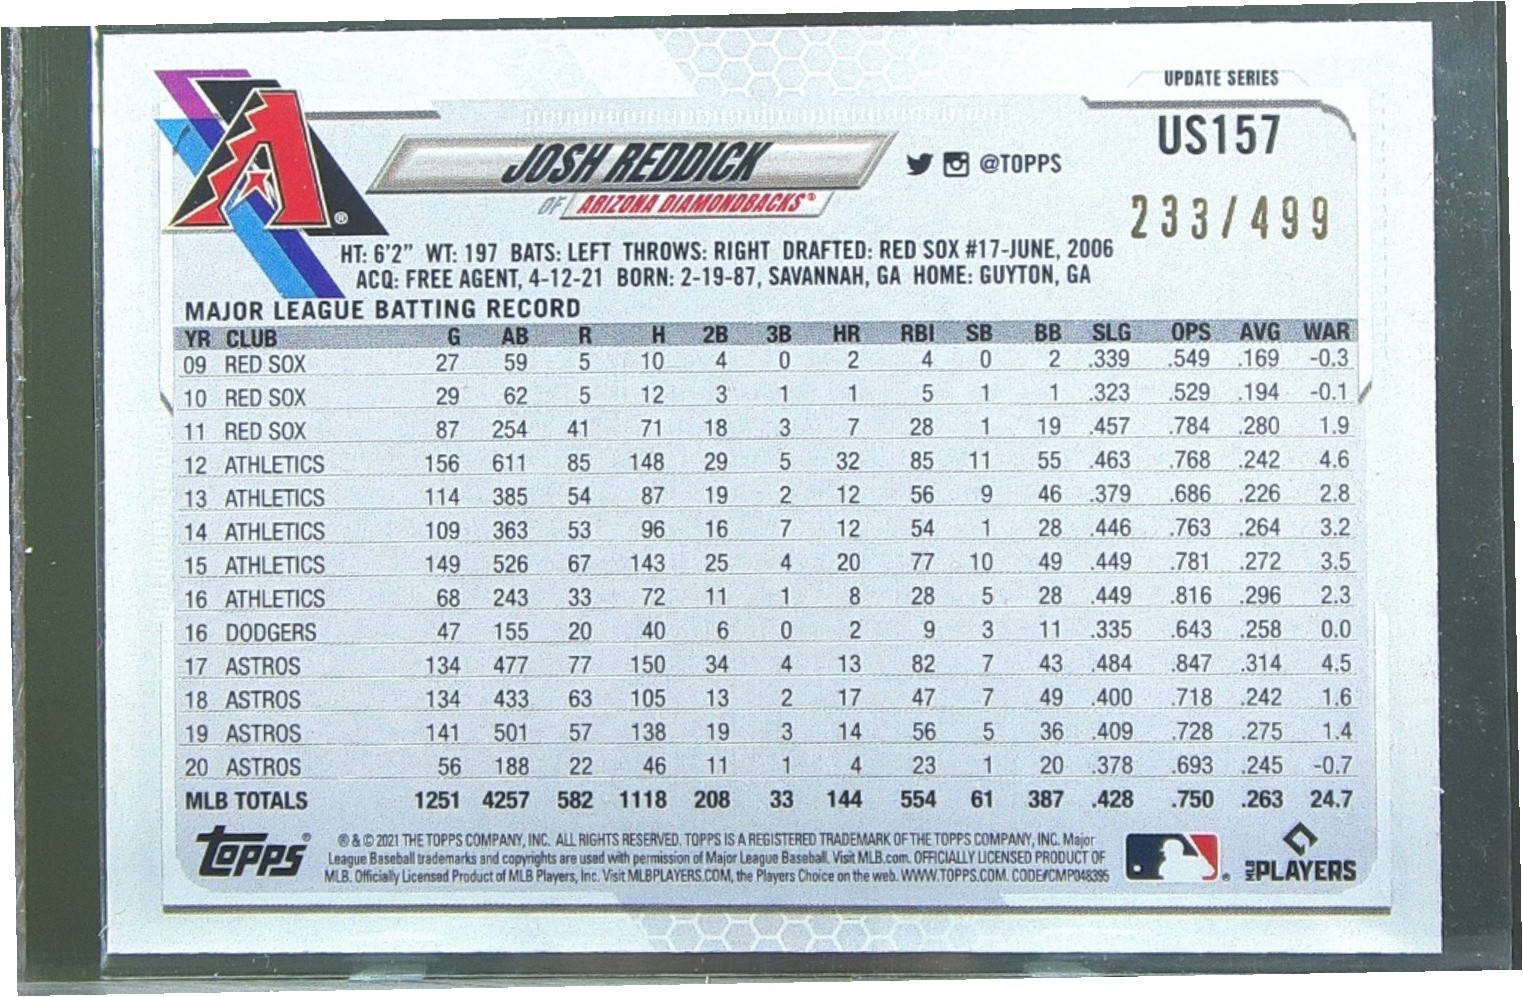 UPDATE SERIES
US157
JOSH REDDICK
@TOPPS
OF ARIZONA DIAMONDBACKS®
233/499
HT: 6'2" WT: 197 BATS: LEFT THROWS: RIGHT DRAFTED: RED SOX #17-JUNE, 2006
ACQ: FREE AGENT, 4-12-21 BORN: 2-19-87, SAVANNAH, GA HOME: GUYTON, GA
MAJOR LEAGUE BATTING RECORD
YR CLUB G AB R H 2B 3B HR RBI SB BB SLG OPS AVG WAR
09 RED SOX 27 59 5 10 4 0 2 4 0 2 .339 .549 .169 -0.3
10 RED SOX 29 62 5 12 3 1 1 5 1 1 .323 .529 .194 -0.1
11 RED SOX 87 254 41 71 18 3 7 28 1 19 .457 .784 .280 1.9
12 ATHLETICS 156 611 85 148 29 5 32 85 11 55 .463 .768 .242 4.6
13 ATHLETICS 114 385 54 87 19 2 12 56 9 46 .379 .686 .226 2.8
14 ATHLETICS 109 363 53 96 16 7 12 54 1 28 .446 .763 .264 3.2
15 ATHLETICS 149 526 67 143 25 4 20 77 10 49 .449 .781 .272 3.5
16 ATHLETICS 68 243 33 72 11 1 8 28 5 28 .449 .816 .296 2.3
16 DODGERS 47 155 20 40 6 0 2 9 3 11 .335 .643 .258 0.0
17 ASTROS 134 477 77 150 34 4 13 82 7 43 .484 .847 .314 4.5
18 ASTROS 134 433 63 105 13 2 17 47 7 49 .400 .718 .242 1.6
19 ASTROS 141 501 57 138 19 3 14 56 5 36 .409 .728 .275 1.4
20 ASTROS 56 188 22 46 11 1 4 23 1 20 .378 .693 .245 -0.7
MLB TOTALS 1251 4257 582 1118 208 33 144 554 61 387 .428 .750 .263 24.7
Topps®
® & © 2021 THE TOPPS COMPANY, INC. ALL RIGHTS RESERVED. TOPPS IS A REGISTERED TRADEMARK OF THE TOPPS COMPANY, INC. Major
League Baseball trademarks and copyrights are used with permission of Major League Baseball. Visit MLB.com. OFFICIALLY LICENSED PRODUCT OF
MLB. Officially Licensed Product of MLB Players, Inc. Visit MLBPLAYERS.COM, the Players Choice on the web. WWW.TOPPS.COM. CODE#CMP048395
MLB PLAYERS